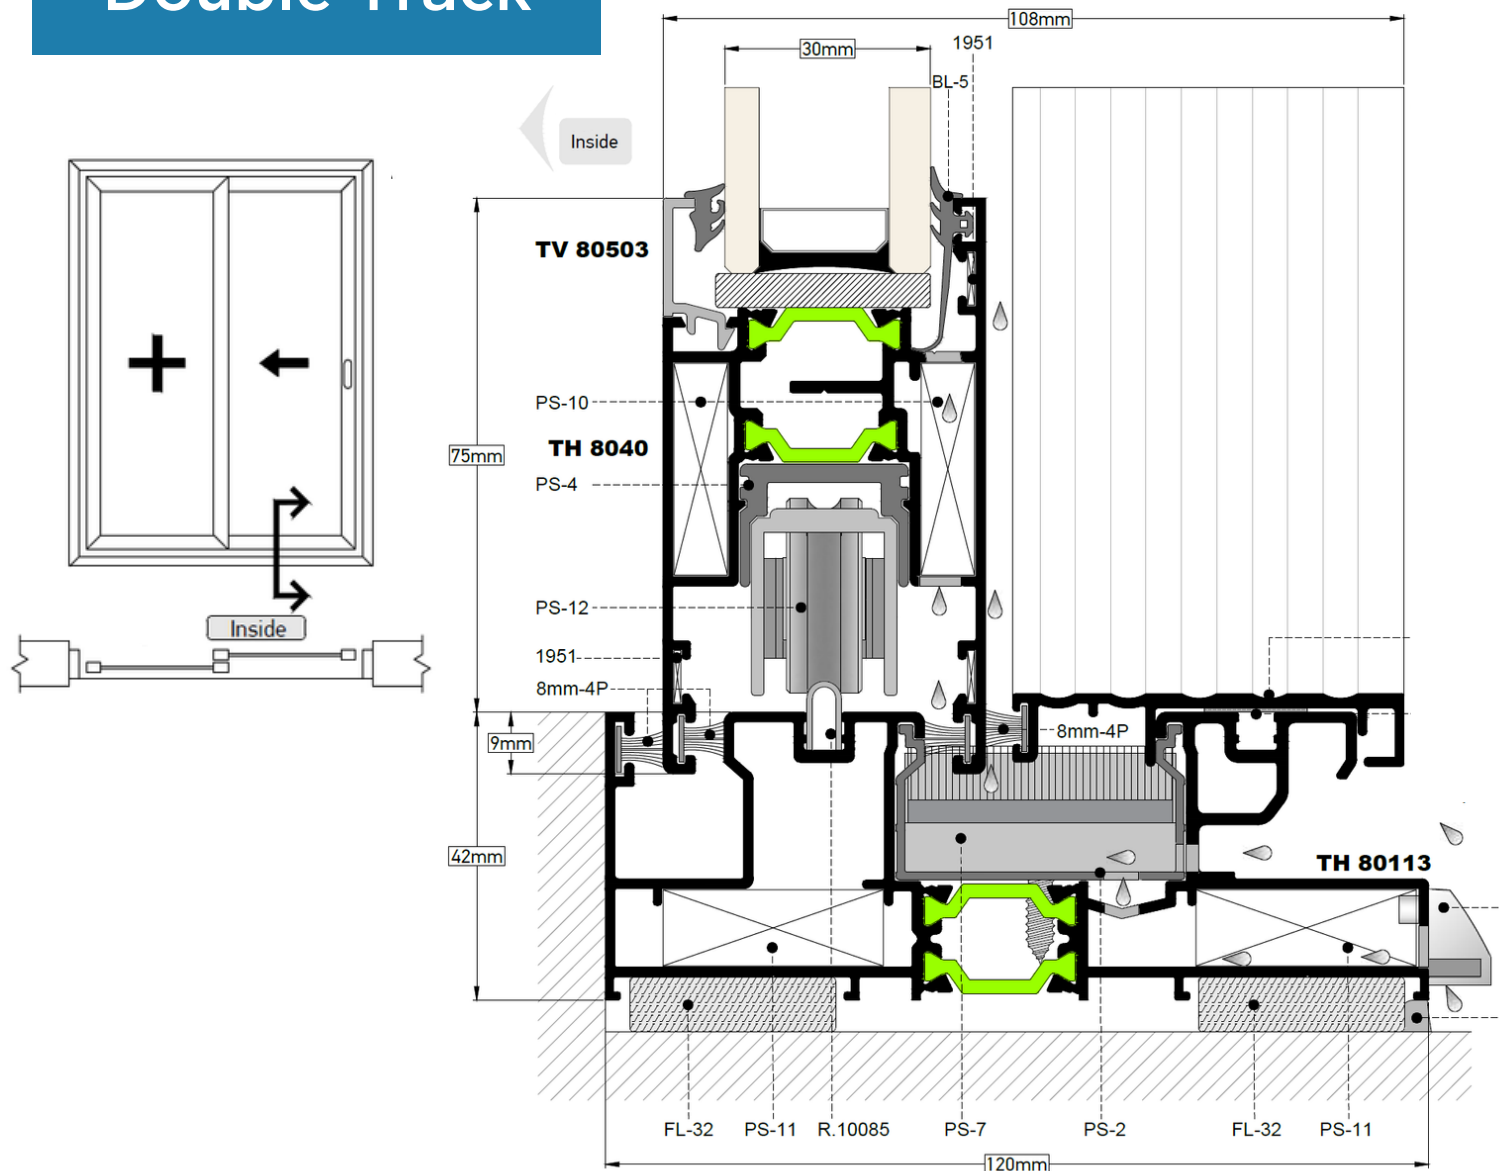 Double Track
108mm
30mm
1951
BL-5
Inside
TV 80503
PS-10
75mm
TH 8040
PS-4
PS-12
Inside
1951
8mm-4P
8mm-4P
9mm
42mm
TH 80113
FL-32
PS-11
R.10085
PS-7
PS-2
FL-32
PS-11
120mm